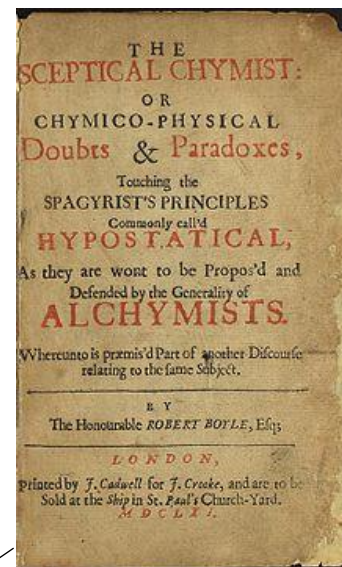 THE
SCEPTICAL CHYMIST:
OR
CHYMICO-PHYSICAL
Doubts & Paradoxes,
Touching the
SPAGYRIST'S PRINCIPLES
Commonly call'd
HYPOSTATICAL,
As they are wont to be Propos'd and
Defended by the Generality of
ALCHYMISTS.
Whereunto is præmis'd Part of another Discourse
relating to the same Subject.
BY
The Honourable ROBERT BOYLE, Esq;
LONDON,
Printed by J. Cadwell for J. Crooke, and are to be
Sold at the Ship in St. Paul's Church-Yard.
MDCLXI.